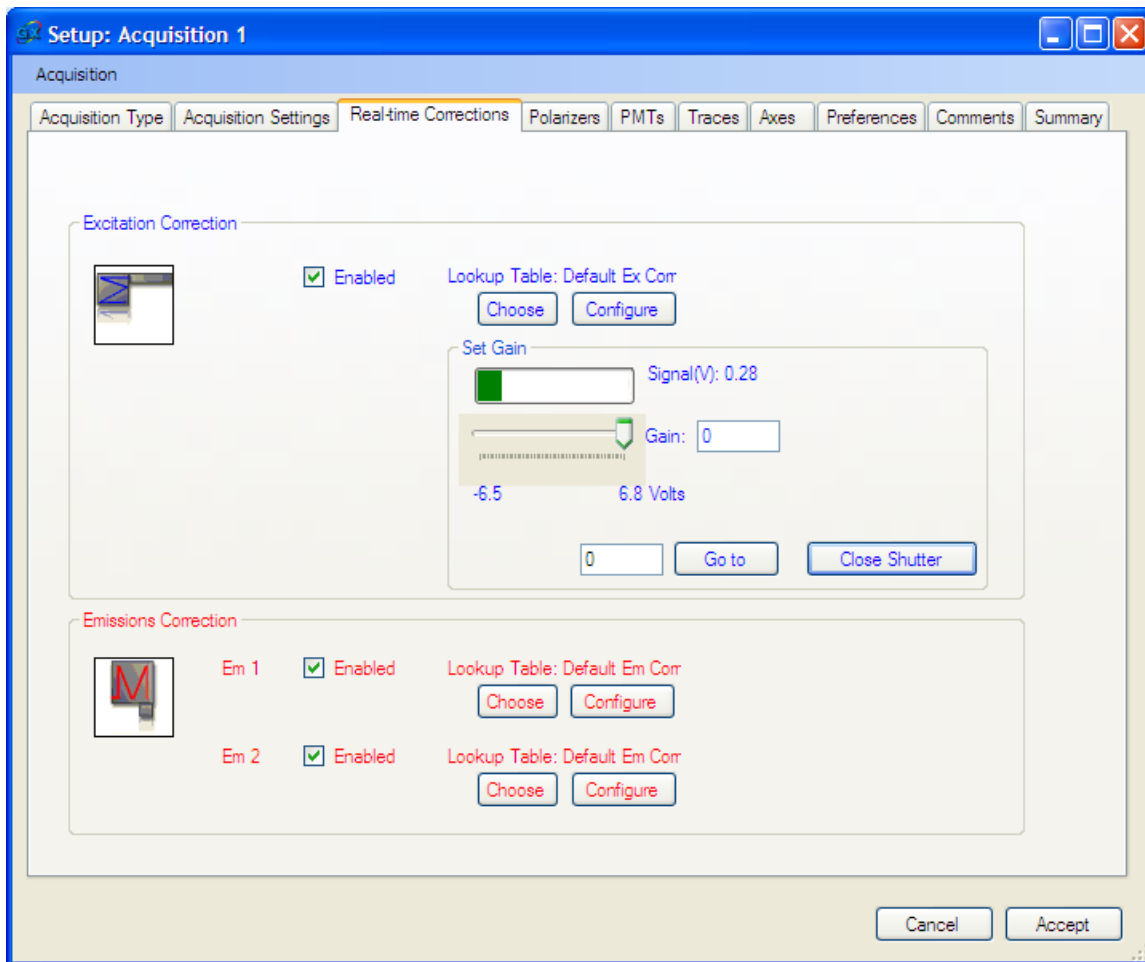 Setup: Acquisition 1
Acquisition
Acquisition Type Acquisition Settings Real-time Corrections Polarizers PMTs Traces Axes Preferences Comments Summary
Excitation Correction
Enabled Lookup Table: Default Ex Corr
Choose Configure
Set Gain
Signal(V): 0.28
Gain: 0
-6.5 6.8 Volts
0 Go to Close Shutter
Emissions Correction
Em 1 Enabled Lookup Table: Default Em Corr
Choose Configure
Em 2 Enabled Lookup Table: Default Em Corr
Choose Configure
Cancel Accept